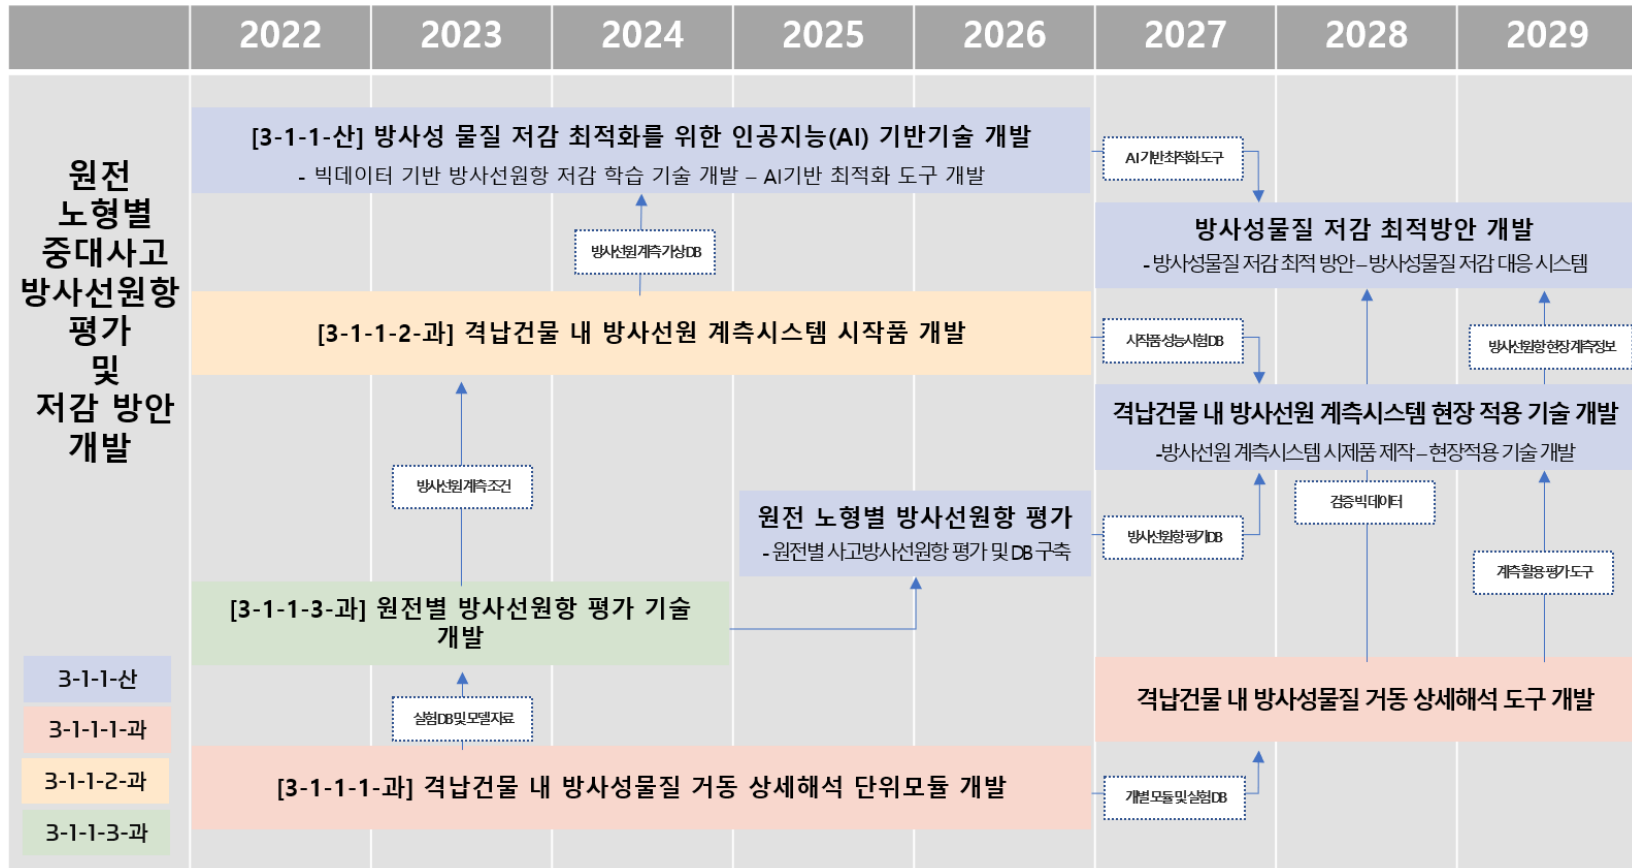 2022 2023 2024 2025 2026 2027 2028 2029
원전
노형별
중대사고
방사선원항
평가
및
저감 방안
개발
[3-1-1-산] 방사성 물질 저감 최적화를 위한 인공지능(AI) 기반기술 개발
- 빅데이터 기반 방사선원항 저감 학습 기술 개발 – AI기반 최적화 도구 개발
AI 기반 최적화 도구
방사성물질 저감 최적방안 개발
- 방사성물질 저감 최적 방안 – 방사성물질 저감 대응 시스템
방사선원 계측 가상 DB
[3-1-1-2-과] 격납건물 내 방사선원 계측시스템 시작품 개발
시작품 성능시험 DB
방사선원항 현장 계측정보
격납건물 내 방사선원 계측시스템 현장 적용 기술 개발
-방사선원 계측시스템 시제품 제작 – 현장적용 기술 개발
방사선원 계측 조건
검증 빅 데이터
원전 노형별 방사선원항 평가
- 원전별 사고방사선원항 평가 및 DB 구축
방사선원항 평가DB
계측 활용 평가 도구
[3-1-1-3-과] 원전별 방사선원항 평가 기술
개발
실험 DB 및 모델 자료
격납건물 내 방사성물질 거동 상세해석 도구 개발
[3-1-1-1-과] 격납건물 내 방사성물질 거동 상세해석 단위모듈 개발
개별 모듈 및 실험 DB
3-1-1-산
3-1-1-1-과
3-1-1-2-과
3-1-1-3-과